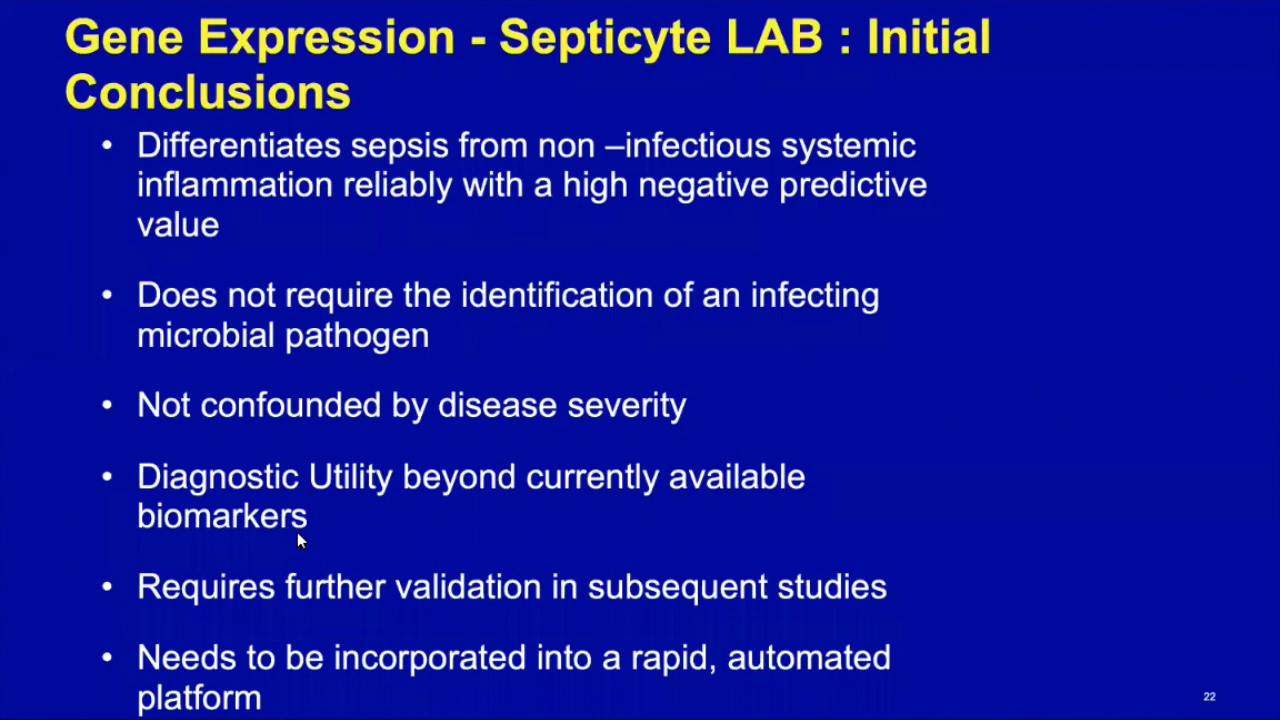 Gene Expression - Septicyte LAB : Initial
Conclusions
• Differentiates sepsis from non –infectious systemic
inflammation reliably with a high negative predictive
value
• Does not require the identification of an infecting
microbial pathogen
• Not confounded by disease severity
• Diagnostic Utility beyond currently available
biomarkers
• Requires further validation in subsequent studies
• Needs to be incorporated into a rapid, automated
platform
22